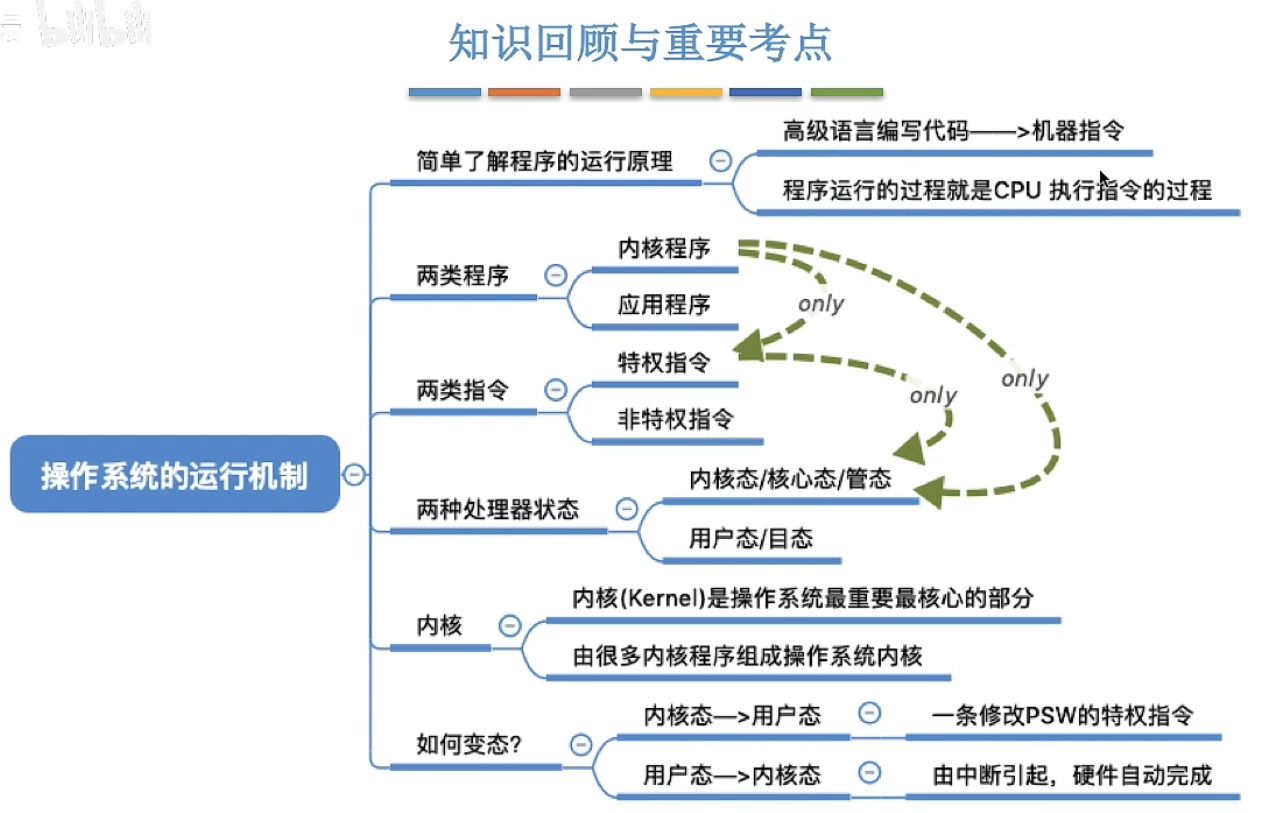 bilibili
知识回顾与重要考点
高级语言编写代码——>机器指令
简单了解程序的运行原理
程序运行的过程就是CPU 执行指令的过程
内核程序
两类程序
only
应用程序
特权指令
only
两类指令
only
非特权指令
操作系统的运行机制
内核态/核心态/管态
两种处理器状态
用户态/目态
内核(Kernel)是操作系统最重要最核心的部分
内核
由很多内核程序组成操作系统内核
内核态—>用户态
一条修改PSW的特权指令
如何变态?
用户态—>内核态
由中断引起，硬件自动完成